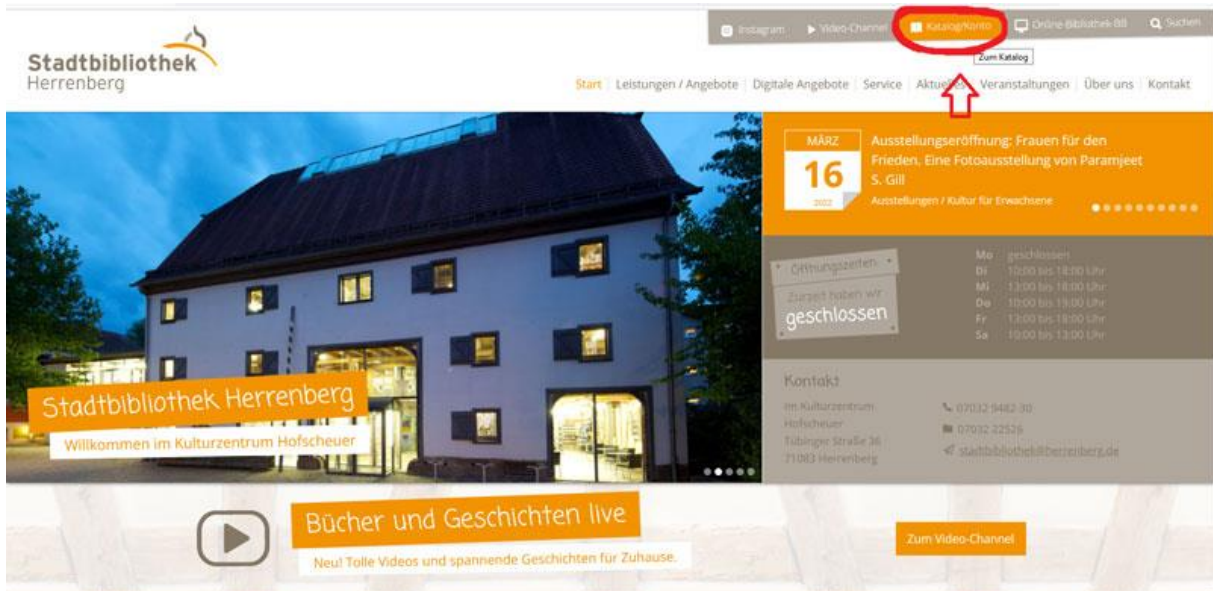 Instagram
Video-Channel
Katalog/Konto
Online-Bibliothek-BB
Suchen
Zum Katalog
Stadtbibliothek
Herrenberg
Start
Leistungen / Angebote
Digitale Angebote
Service
Aktuelles
Veranstaltungen
Über uns
Kontakt
MÄRZ
16
2022
Ausstellungseröffnung: Frauen für den
Frieden. Eine Fotoausstellung von Paramjeet
S. Gill
Ausstellungen / Kultur für Erwachsene
Öffnungszeiten
Zurzeit haben wir
geschlossen
Mo geschlossen
Di 10:00 bis 18:00 Uhr
Mi 13:00 bis 18:00 Uhr
Do 10:00 bis 19:00 Uhr
Fr 13:00 bis 18:00 Uhr
Sa 10:00 bis 13:00 Uhr
Stadtbibliothek Herrenberg
Willkommen im Kulturzentrum Hofscheuer
Kontakt
Im Kulturzentrum
Hofscheuer
Tübinger Straße 36
71083 Herrenberg
07032 9482-30
07032 22526
stadtbibliothek@herrenberg.de
Bücher und Geschichten live
Neu! Tolle Videos und spannende Geschichten für Zuhause.
Zum Video-Channel